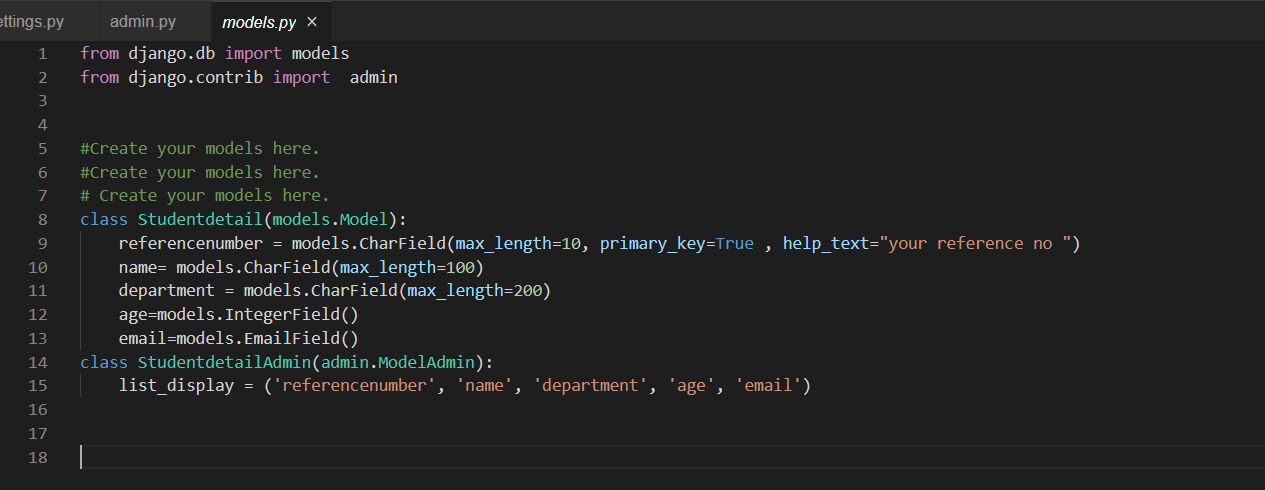 ettings.py admin.py models.py ×
1 from django.db import models
2 from django.contrib import  admin
3
4
5 #Create your models here.
6 #Create your models here.
7 # Create your models here.
8 class Studentdetail(models.Model):
9     referencenumber = models.CharField(max_length=10, primary_key=True , help_text="your reference no ")
10     name= models.CharField(max_length=100)
11     department = models.CharField(max_length=200)
12     age=models.IntegerField()
13     email=models.EmailField()
14 class StudentdetailAdmin(admin.ModelAdmin):
15     list_display = ('referencenumber', 'name', 'department', 'age', 'email')
16
17
18